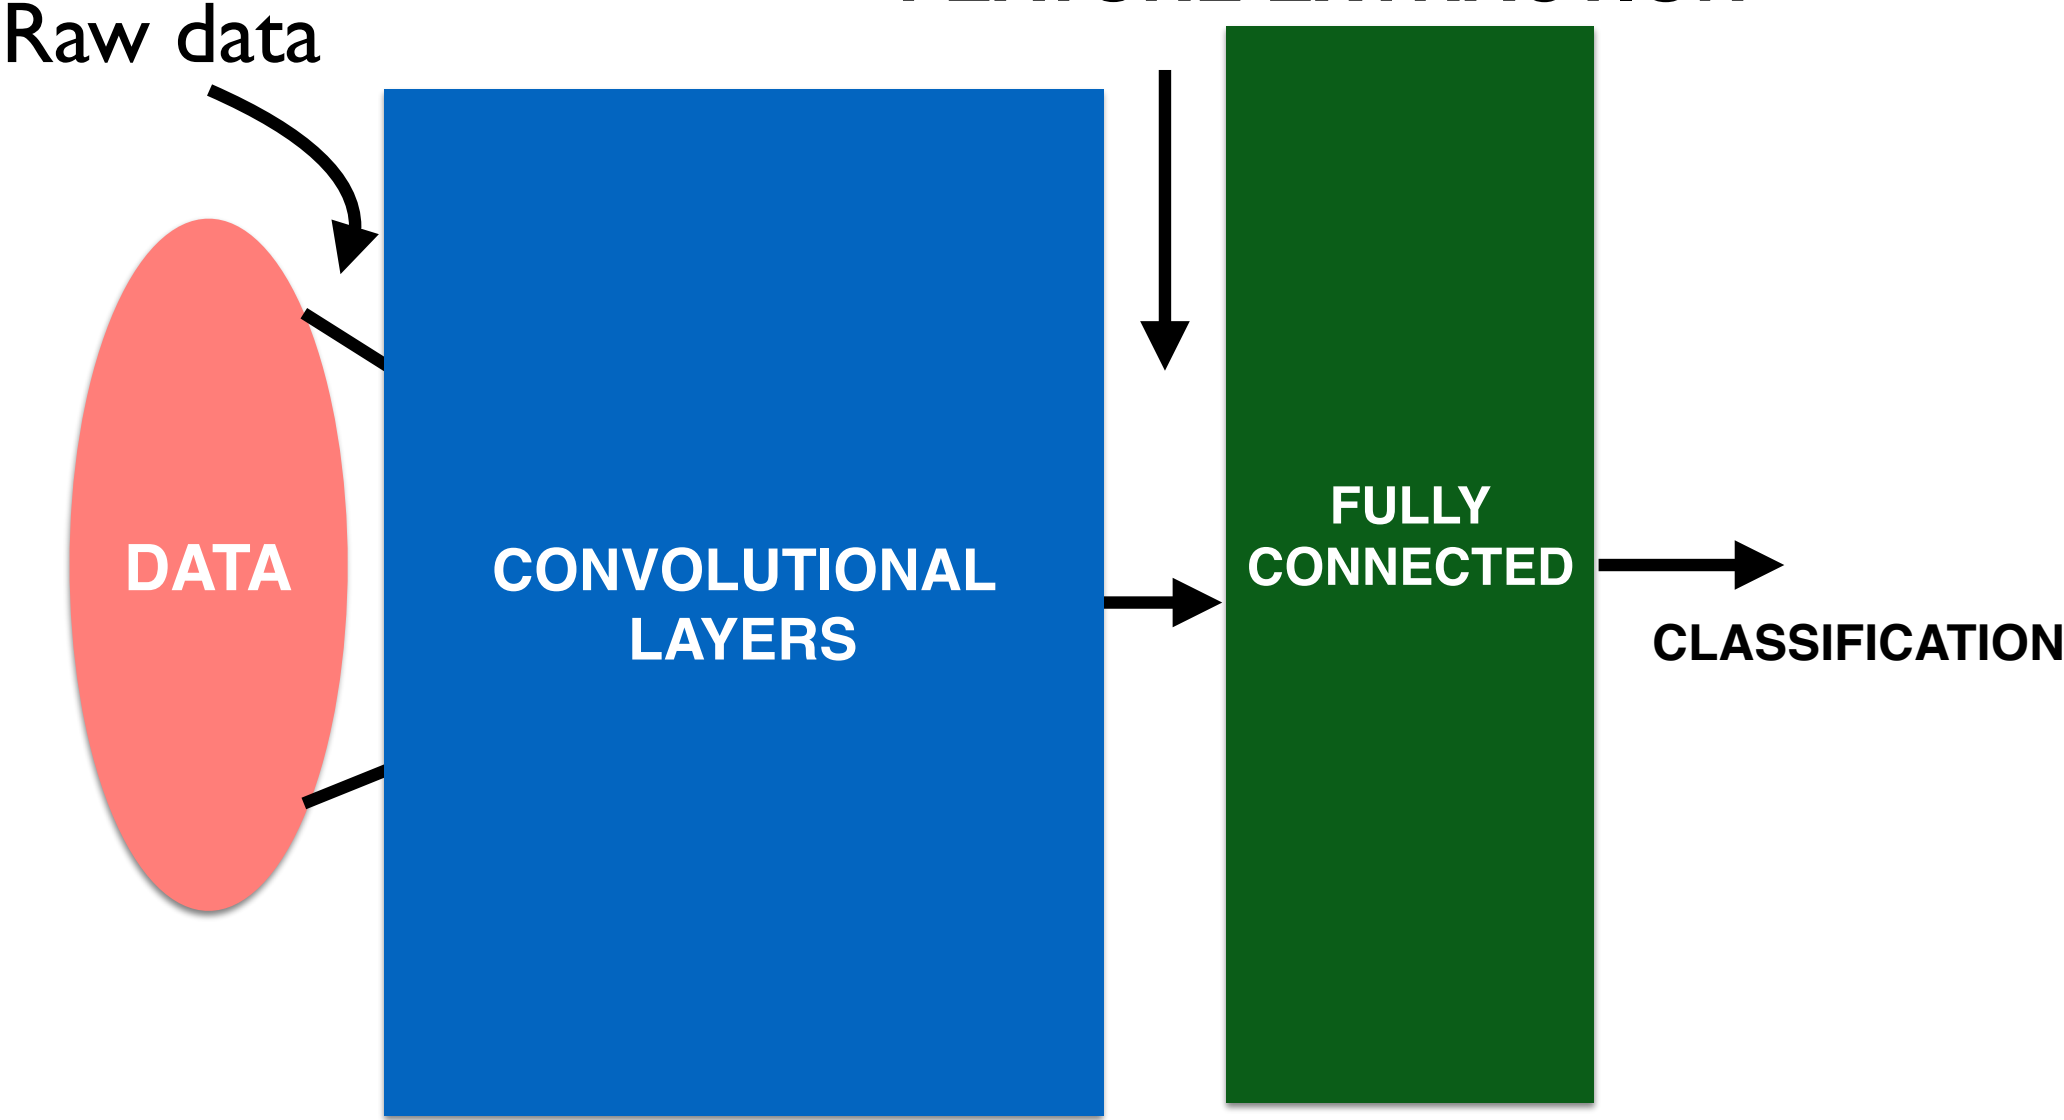 Raw data
DATA
CONVOLUTIONAL
LAYERS
FULLY
CONNECTED
CLASSIFICATION